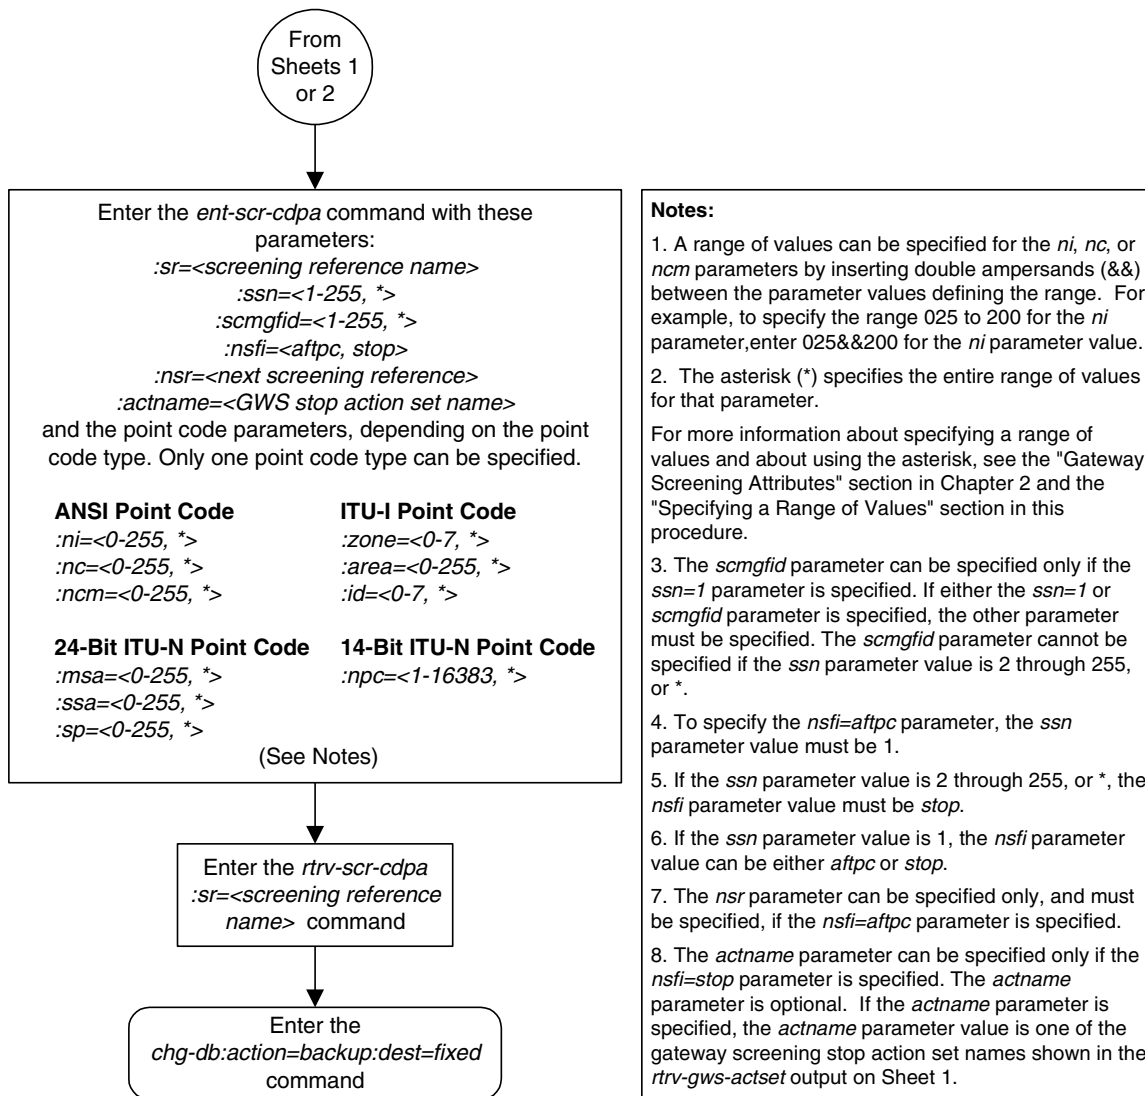 From
Sheets 1
or 2
Enter the ent-scr-cdpa command with these
parameters:
:sr=<screening reference name>
:ssn=<1-255, *>
:scmgfid=<1-255, *>
:nsfi=<aftpc, stop>
:nsr=<next screening reference>
:actname=<GWS stop action set name>
and the point code parameters, depending on the point
code type. Only one point code type can be specified.
ANSI Point Code
:ni=<0-255, *>
:nc=<0-255, *>
:ncm=<0-255, *>
ITU-I Point Code
:zone=<0-7, *>
:area=<0-255, *>
:id=<0-7, *>
24-Bit ITU-N Point Code
:msa=<0-255, *>
:ssa=<0-255, *>
:sp=<0-255, *>
14-Bit ITU-N Point Code
:npc=<1-16383, *>
(See Notes)
Enter the rtrv-scr-cdpa
:sr=<screening reference
name> command
Enter the
chg-db:action=backup:dest=fixed
command
Notes:
1. A range of values can be specified for the ni, nc, or
ncm parameters by inserting double ampersands (&&)
between the parameter values defining the range. For
example, to specify the range 025 to 200 for the ni
parameter,enter 025&&200 for the ni parameter value.
2. The asterisk (*) specifies the entire range of values
for that parameter.
For more information about specifying a range of
values and about using the asterisk, see the "Gateway
Screening Attributes" section in Chapter 2 and the
"Specifying a Range of Values" section in this
procedure.
3. The scmgfid parameter can be specified only if the
ssn=1 parameter is specified. If either the ssn=1 or
scmgfid parameter is specified, the other parameter
must be specified. The scmgfid parameter cannot be
specified if the ssn parameter value is 2 through 255,
or *.
4. To specify the nsfi=aftpc parameter, the ssn
parameter value must be 1.
5. If the ssn parameter value is 2 through 255, or *, the
nsfi parameter value must be stop.
6. If the ssn parameter value is 1, the nsfi parameter
value can be either aftpc or stop.
7. The nsr parameter can be specified only, and must
be specified, if the nsfi=aftpc parameter is specified.
8. The actname parameter can be specified only if the
nsfi=stop parameter is specified. The actname
parameter is optional. If the actname parameter is
specified, the actname parameter value is one of the
gateway screening stop action set names shown in the
rtrv-gws-actset output on Sheet 1.